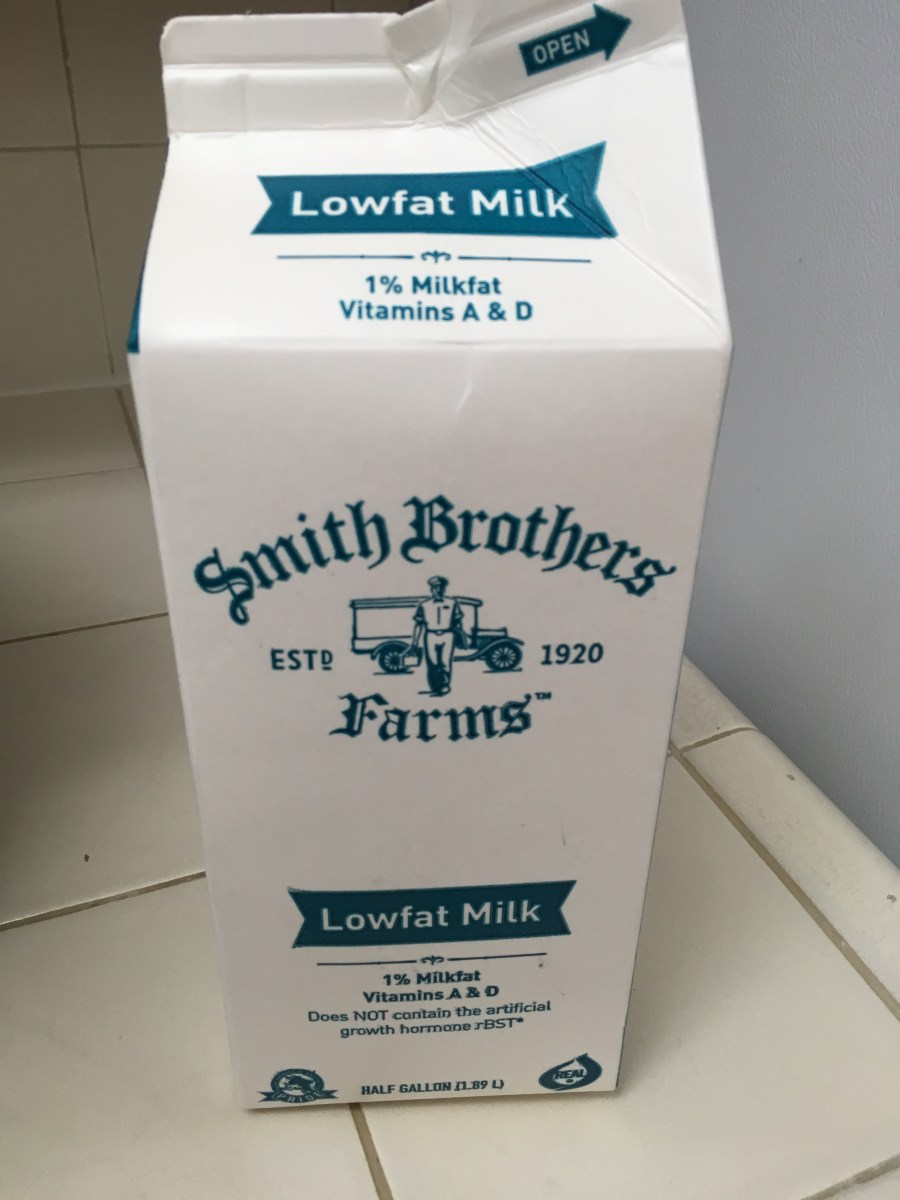 OPEN
Lowfat Milk
1% Milkfat
Vitamins A & D
Smith Brothers
ESTD 1920
Farms™
Lowfat Milk
1% Milkfat
Vitamins A & D
Does NOT contain the artificial
growth hormone rBST*
PRIDE HALF GALLON (1.89 L) REAL